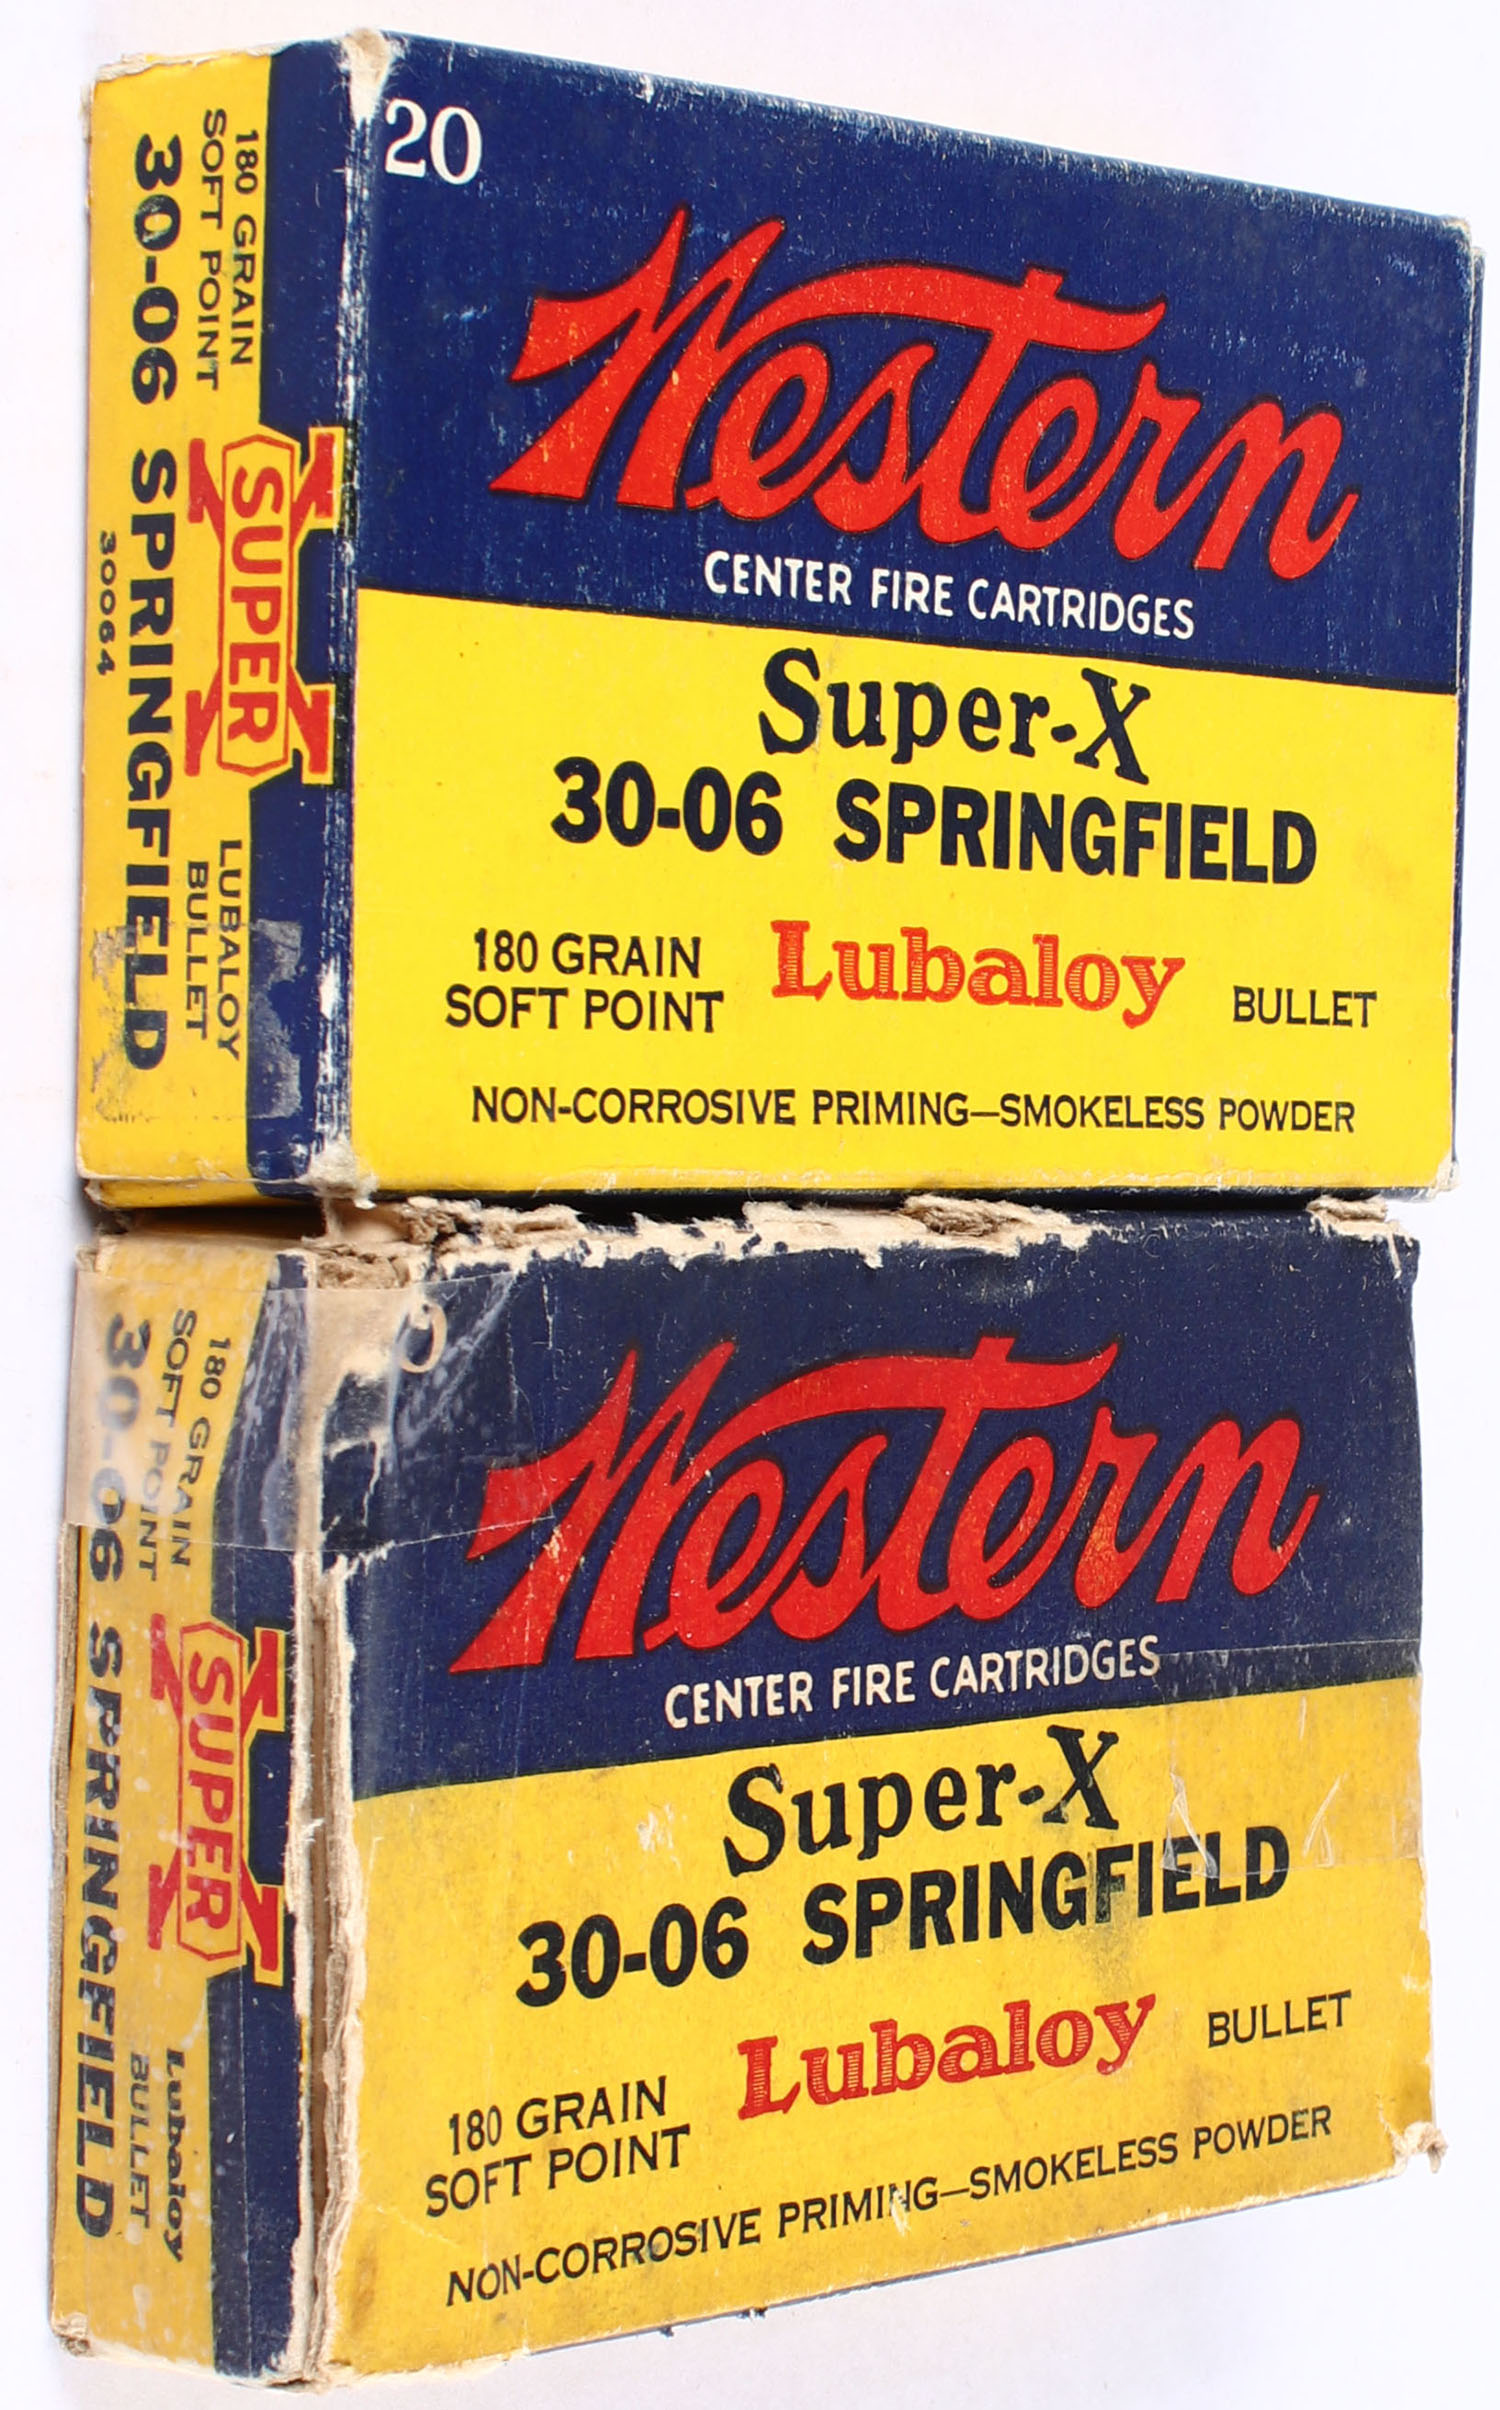 20
Western
CENTER FIRE CARTRIDGES
Super-X
30-06 SPRINGFIELD
180 GRAIN
SOFT POINT
Lubaloy
BULLET
NON-CORROSIVE PRIMING—SMOKELESS POWDER
180 GRAIN
SOFT POINT
30-06 SPRINGFIELD
30064
SUPER
X
LUBALOY
BULLET
Western
CENTER FIRE CARTRIDGES
Super-X
30-06 SPRINGFIELD
180 GRAIN
SOFT POINT
Lubaloy
BULLET
NON-CORROSIVE PRIMING—SMOKELESS POWDER
180 GRAIN
SOFT POINT
30-06 SPRINGFIELD
SUPER
X
Lubaloy
BULLET